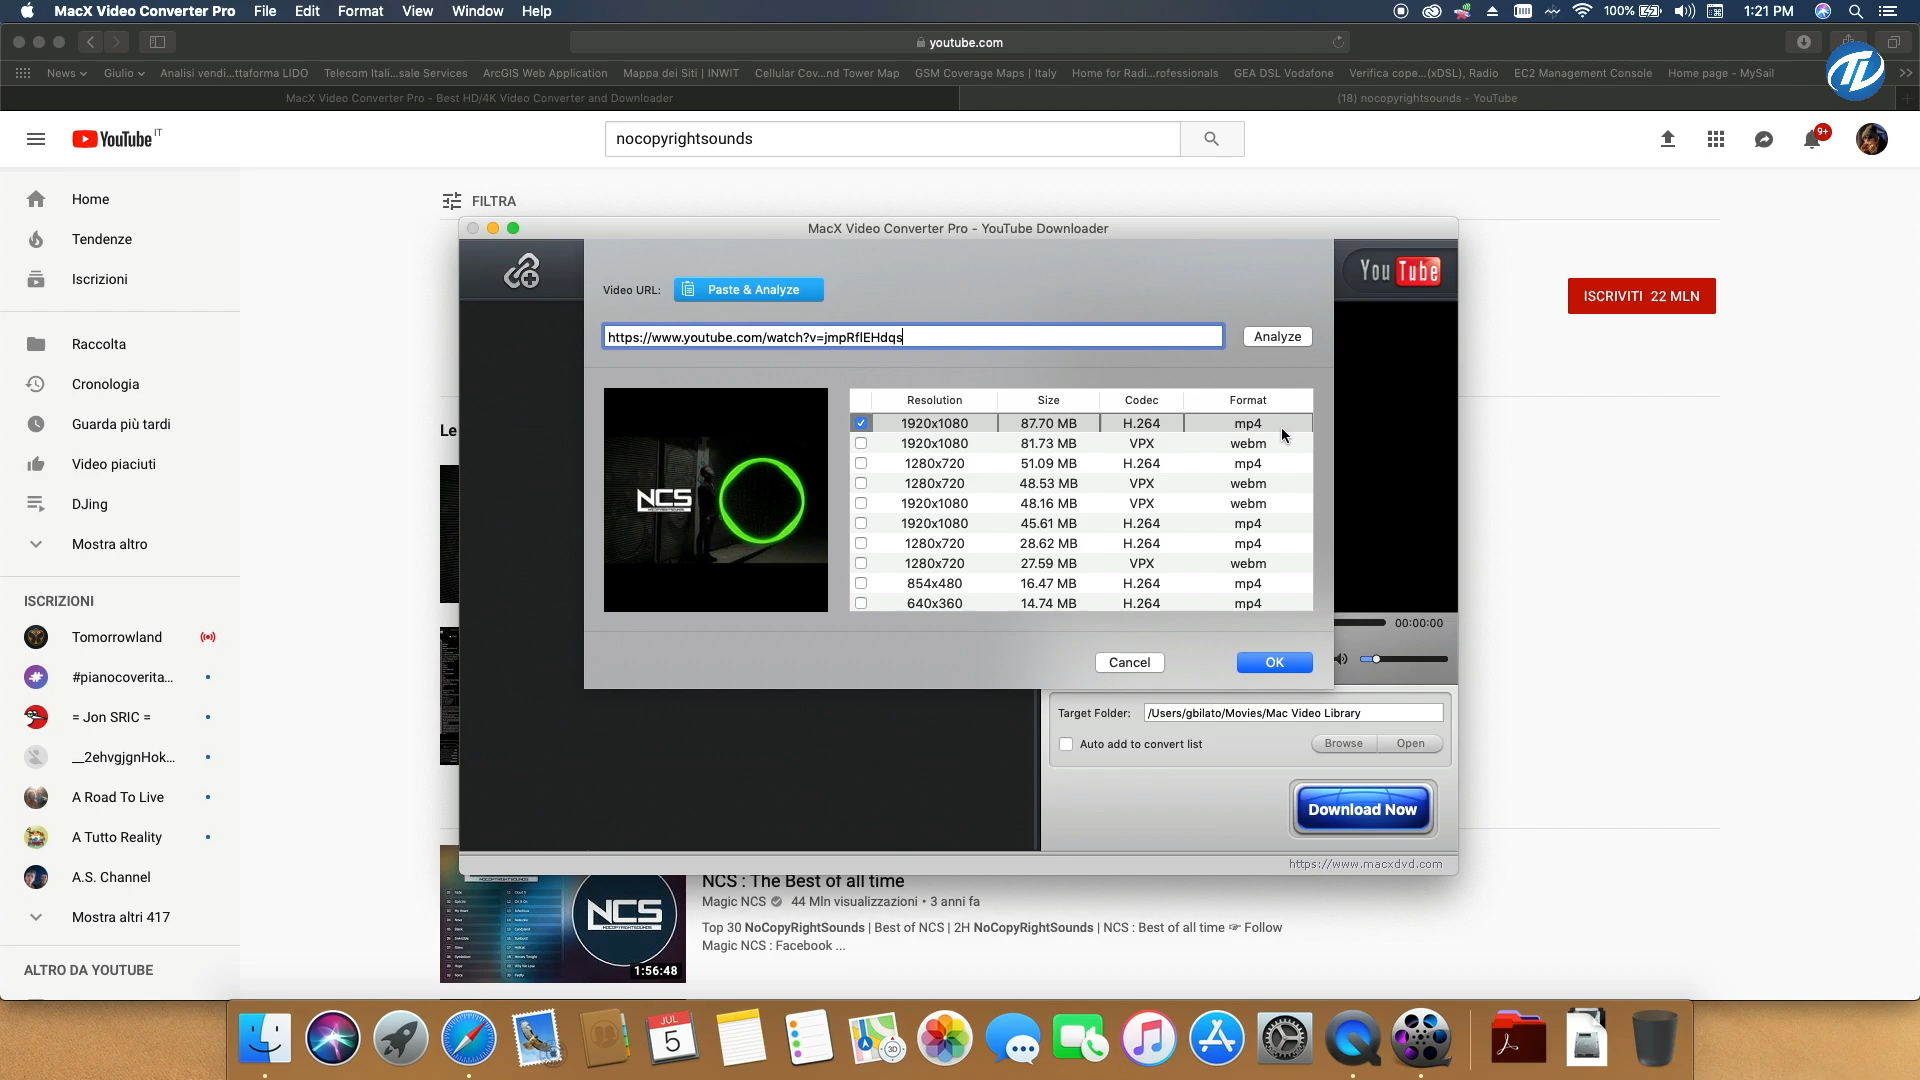 MacX Video Converter Pro File Edit Format View Window Help 100% 1:21 PM
youtube.com
News Giulio Analisi vendi...ttaforma LIDO Telecom Itali...sale Services ArcGIS Web Application Mappa dei Siti | INWIT Cellular Cov...nd Tower Map GSM Coverage Maps | Italy Home for Radi...rofessionals GEA DSL Vodafone Verifica cope...(xDSL), Radio EC2 Management Console Home page - MySail
MacX Video Converter Pro - Best HD/4K Video Converter and Downloader (18) nocopyrightsounds - YouTube
YouTube IT nocopyrightsounds 9+
Home
Tendenze
Iscrizioni
Raccolta
Cronologia
Guarda più tardi
Video piaciuti
DJing
Mostra altro
ISCRIZIONI
Tomorrowland
#pianocoverita...
= Jon SRIC =
__2ehvgjgnHok...
A Road To Live
A Tutto Reality
A.S. Channel
Mostra altri 417
ALTRO DA YOUTUBE
FILTRA
ISCRIVITI 22 MLN
Le
MacX Video Converter Pro - YouTube Downloader
You Tube
Video URL: Paste & Analyze
https://www.youtube.com/watch?v=jmpRflEHdqs Analyze
NCS
Resolution Size Codec Format
1920x1080 87.70 MB H.264 mp4
1920x1080 81.73 MB VPX webm
1280x720 51.09 MB H.264 mp4
1280x720 48.53 MB VPX webm
1920x1080 48.16 MB VPX webm
1920x1080 45.61 MB H.264 mp4
1280x720 28.62 MB H.264 mp4
1280x720 27.59 MB VPX webm
854x480 16.47 MB H.264 mp4
640x360 14.74 MB H.264 mp4
Cancel OK
00:00:00
Target Folder: /Users/gbilato/Movies/Mac Video Library
Auto add to convert list Browse Open
Download Now
https://www.macxdvd.com
NCS
1:56:48
NCS : The Best of all time
Magic NCS 44 Mln visualizzazioni • 3 anni fa
Top 30 NoCopyRightSounds | Best of NCS | 2H NoCopyRightSounds | NCS : Best of all time ☞ Follow
Magic NCS : Facebook ...
JUL
5
3D